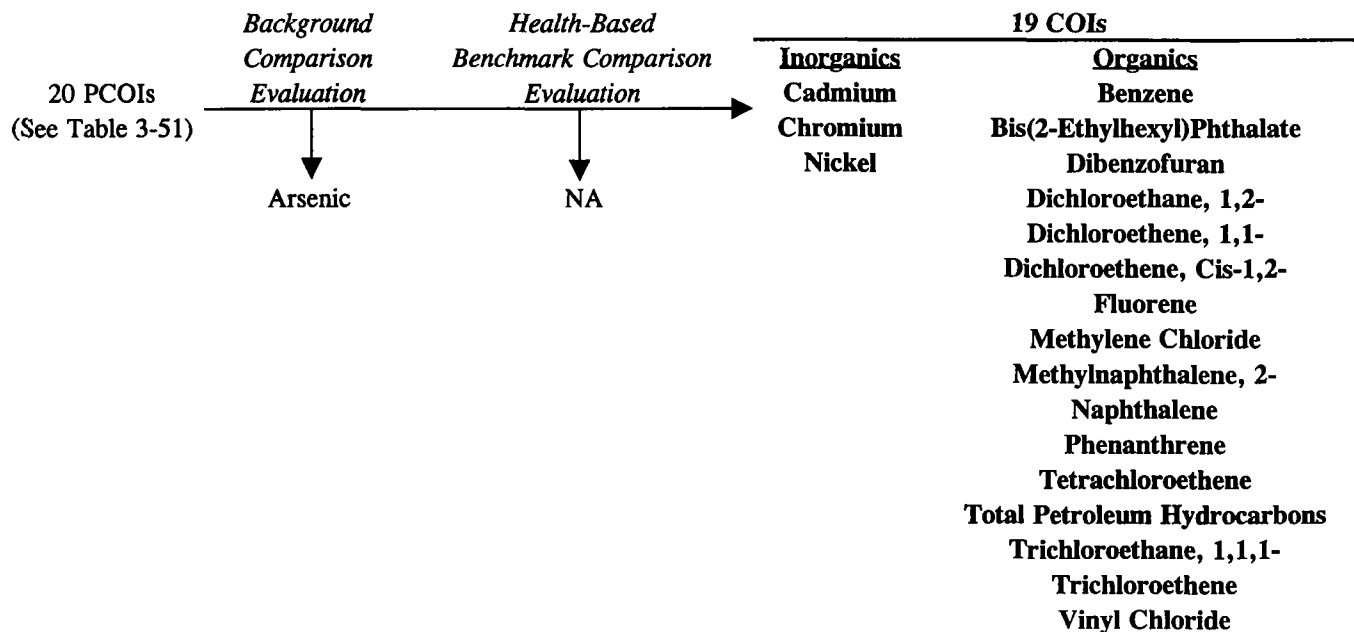 Background
Comparison
Evaluation
Health-Based
Benchmark Comparison
Evaluation
20 PCOIs
(See Table 3-51)
Arsenic
NA
19 COIs
Inorganics
Cadmium
Chromium
Nickel
Organics
Benzene
Bis(2-Ethylhexyl)Phthalate
Dibenzofuran
Dichloroethane, 1,2-
Dichloroethene, 1,1-
Dichloroethene, Cis-1,2-
Fluorene
Methylene Chloride
Methylnaphthalene, 2-
Naphthalene
Phenanthrene
Tetrachloroethene
Total Petroleum Hydrocarbons
Trichloroethane, 1,1,1-
Trichloroethene
Vinyl Chloride